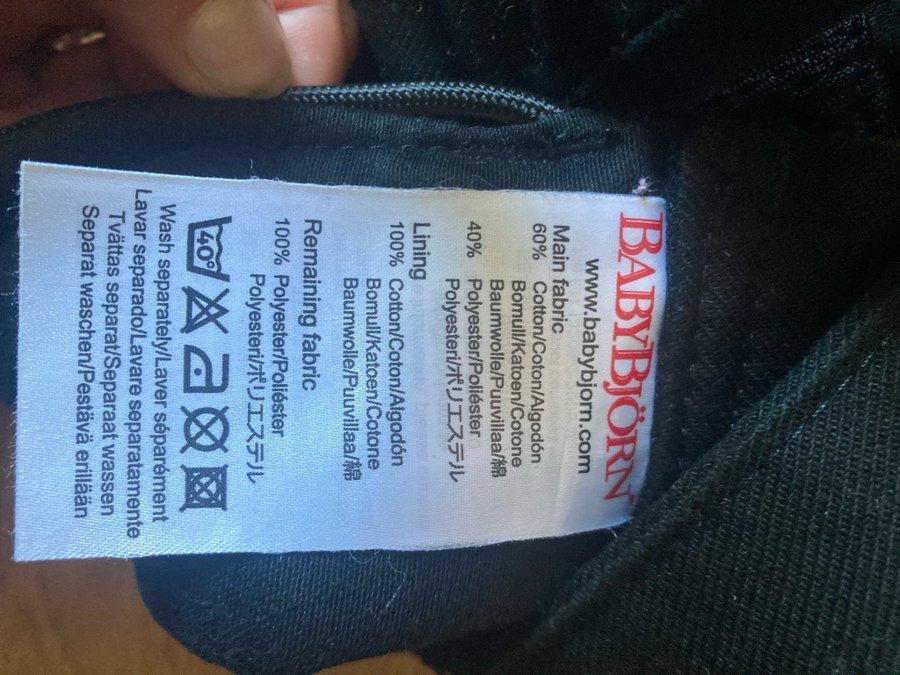 BABYBJÖRN®
www.babybjorn.com
Main fabric
60% Cotton/Coton/Algodón
Bomull/Katoen/Cotone
Baumwolle/Puuvillaa/綿
40% Polyester/Poliéster
Polyesteri/ポリエステル
Lining
100% Cotton/Coton/Algodón
Bomull/Katoen/Cotone
Baumwolle/Puuvillaa/綿
Remaining fabric
100% Polyester/Poliéster
Polyesteri/ポリエステル
40°
Wash separately/Laver séparément
Lavar separado/Lavare separatamente
Tvättas separat/Separaat wassen
Separat waschen/Pestävä erillään